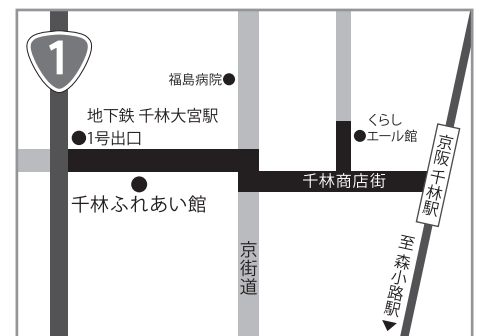 1
福島病院
地下鉄 千林大宮駅
1号出口
くらし
エール館
京阪 千林駅
千林商店街
千林ふれあい館
京街道
至 森小路駅